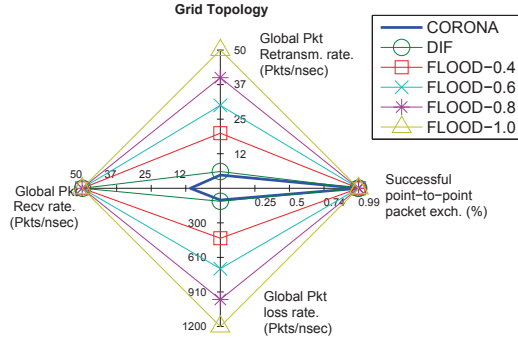 Grid Topology
Global Pkt
Retransm. rate.
(Pkts/nsec)
50
37
25
12
CORONA
DIF
FLOOD−0.4
FLOOD−0.6
FLOOD−0.8
FLOOD−1.0
50
37
25
12
Global Pkt
Recv rate.
(Pkts/nsec)
0.25
0.5
0.74
0.99
Successful
point−to−point
packet exch. (%)
300
610
910
1200
Global Pkt
loss rate.
(Pkts/nsec)